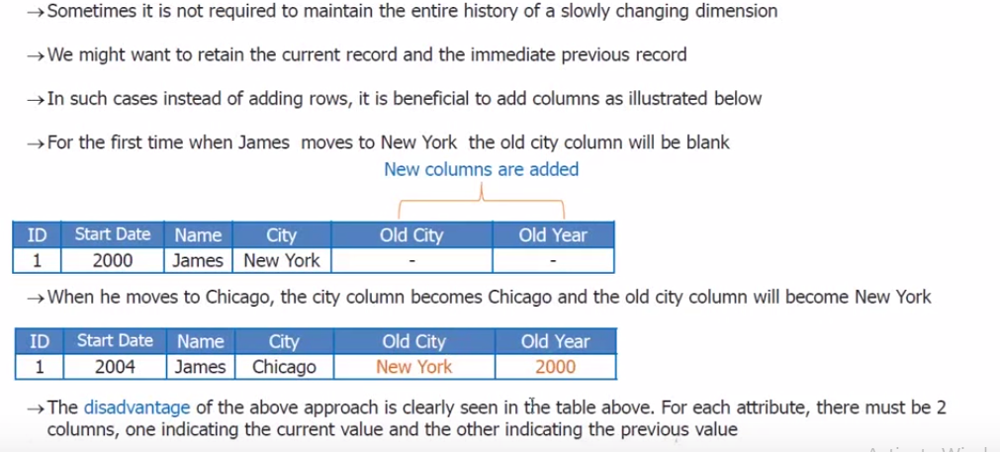 →Sometimes it is not required to maintain the entire history of a slowly changing dimension
→We might want to retain the current record and the immediate previous record
→In such cases instead of adding rows, it is beneficial to add columns as illustrated below
→For the first time when James moves to New York the old city column will be blank
New columns are added
ID Start Date Name City Old City Old Year
1 2000 James New York - -
→When he moves to Chicago, the city column becomes Chicago and the old city column will become New York
ID Start Date Name City Old City Old Year
1 2004 James Chicago New York 2000
→The disadvantage of the above approach is clearly seen in the table above. For each attribute, there must be 2
columns, one indicating the current value and the other indicating the previous value